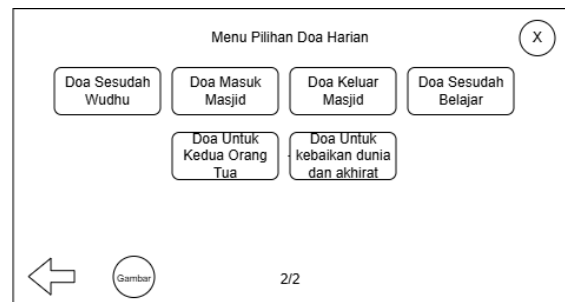 Menu Pilihan Doa Harian
X
Doa Sesudah
Wudhu
Doa Masuk
Masjid
Doa Keluar
Masjid
Doa Sesudah
Belajar
Doa Untuk
Kedua Orang
Tua
Doa Untuk
kebaikan dunia
dan akhirat
Gambar
2/2